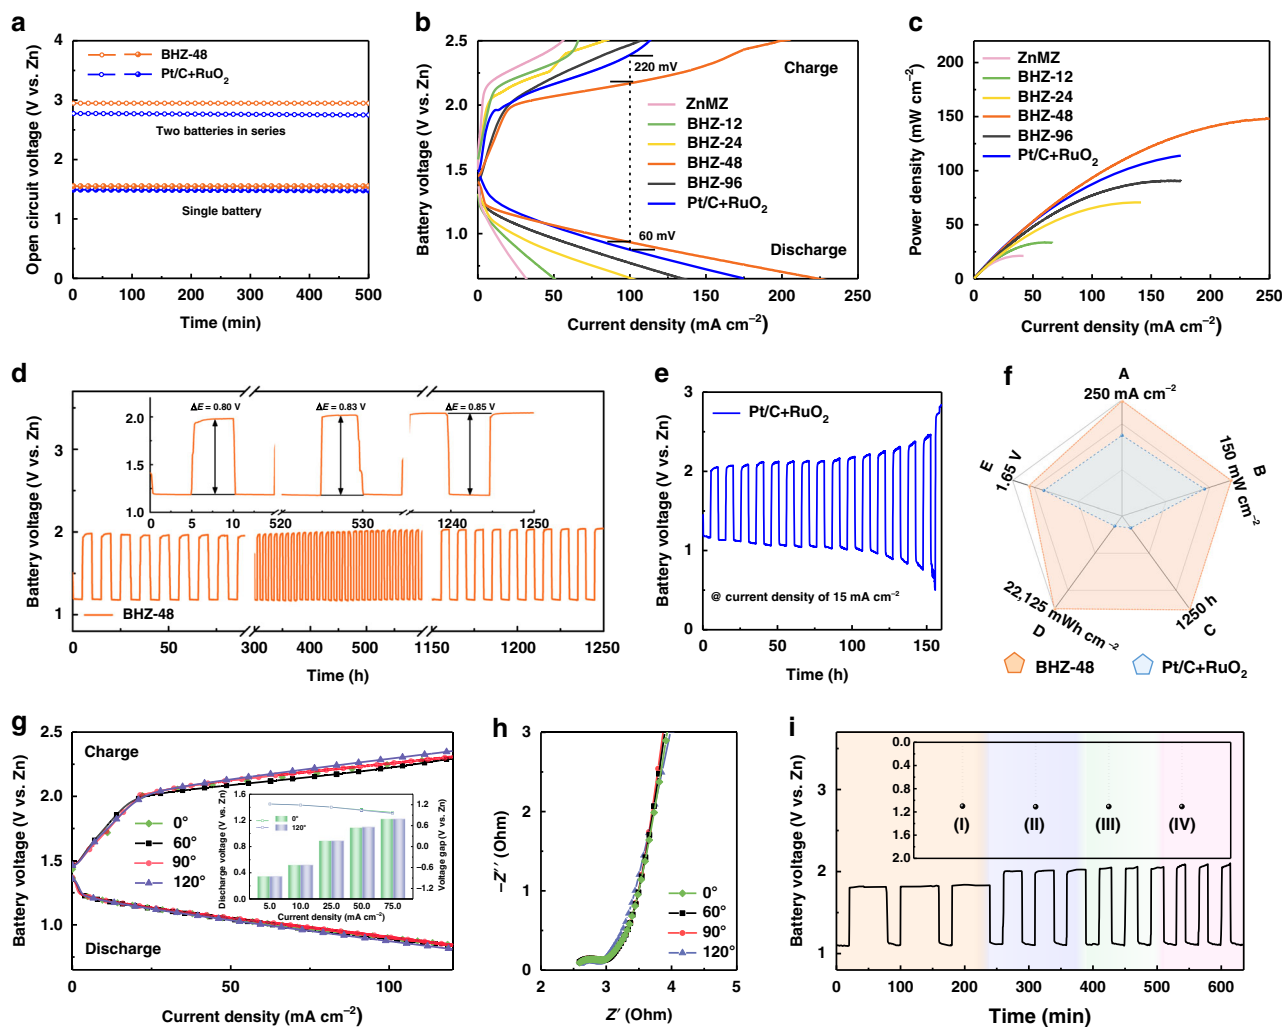 a
Open circuit voltage (V vs. Zn)
4
3
2
1
0
BHZ-48
Pt/C+RuO₂
Two batteries in series
Single battery
0 100 200 300 400 500
Time (min)
b
Battery voltage (V vs. Zn)
2.5
2.0
1.5
1.0
220 mV
Charge
ZnMZ
BHZ-12
BHZ-24
BHZ-48
BHZ-96
Pt/C+RuO₂
60 mV
Discharge
0 50 100 150 200 250
Current density (mA cm⁻²)
c
Power density (mW cm⁻²)
200
150
100
50
0
ZnMZ
BHZ-12
BHZ-24
BHZ-48
BHZ-96
Pt/C+RuO₂
0 50 100 150 200 250
Current density (mA cm⁻²)
d
Battery voltage (V vs. Zn)
3
2
1
2.0
1.6
1.2
1.0
ΔE = 0.80 V
ΔE = 0.83 V
ΔE = 0.85 V
0 5 10 520 530 1240 1250
BHZ-48
0 50 300 400 500 600 1150 1200 1250
Time (h)
e
Battery voltage (V vs. Zn)
3
2
1
0
Pt/C+RuO₂
@ current density of 15 mA cm⁻²
0 50 100 150
Time (h)
f
A
250 mA cm⁻²
B
150 mW cm⁻²
C
1250 h
D
22,125 mWh cm⁻²
E
1.65 V
BHZ-48
Pt/C+RuO₂
g
Battery voltage (V vs. Zn)
2.5
2.0
1.5
1.0
Charge
0°
60°
90°
120°
Discharge
Discharge voltage (V vs. Zn)
1.6
1.2
0.8
0.4
0.0
0°
120°
1.2
0.6
0.0
−0.6
−1.2
Voltage gap (V vs. Zn)
5.0 10.0 25.0 50.0 75.0
Current density (mA cm⁻²)
0 50 100
Current density (mA cm⁻²)
h
−Z′′ (Ohm)
3
2
1
0
0°
60°
90°
120°
2 3 4 5
Z′ (Ohm)
i
Battery voltage (V vs. Zn)
3
2
1
0.0
0.4
0.8
1.2
1.6
2.0
(I)
(II)
(III)
(IV)
0 100 200 300 400 500 600
Time (min)